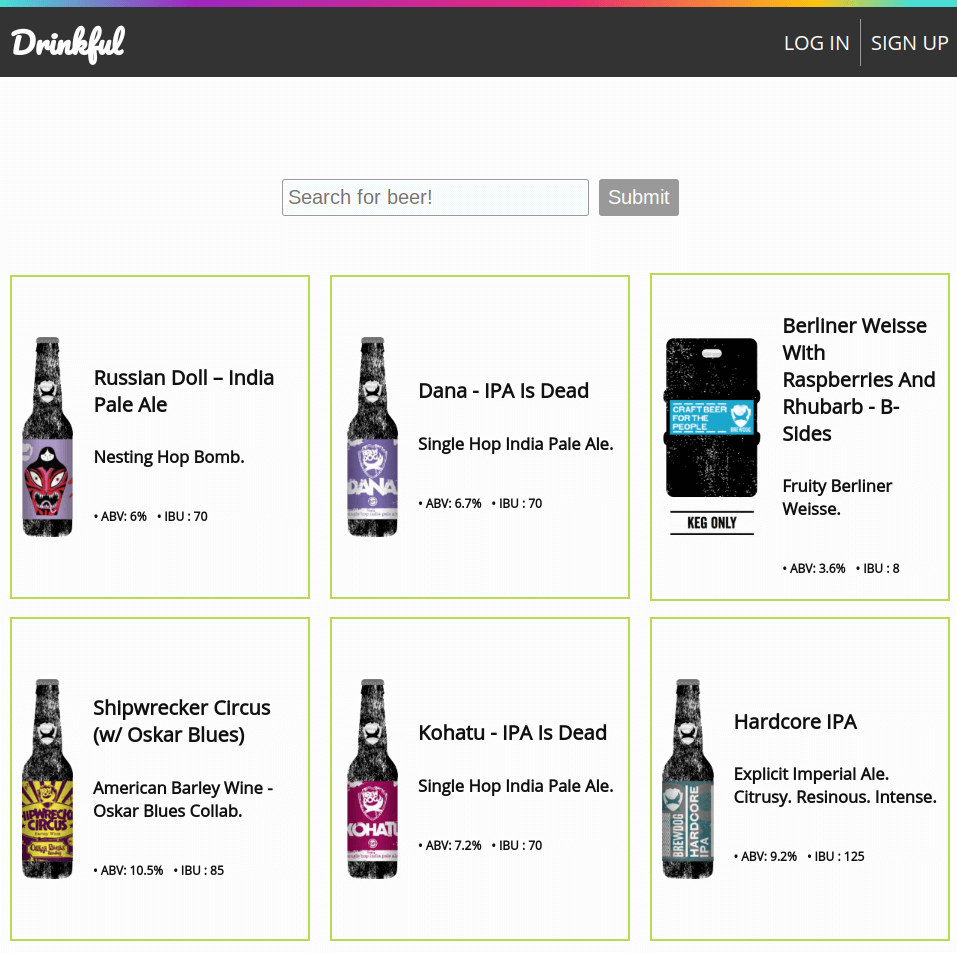 Drinkful
LOG IN
SIGN UP
Search for beer!
Submit
Russian Doll – India
Pale Ale
Nesting Hop Bomb.
• ABV: 6% • IBU : 70
DANA
Dana - IPA Is Dead
Single Hop India Pale Ale.
• ABV: 6.7% • IBU : 70
CRAFT BEER
FOR THE
PEOPLE
BREWDOG
KEG ONLY
Berliner Weisse
With
Raspberries And
Rhubarb - B-
Sides
Fruity Berliner
Weisse.
• ABV: 3.6% • IBU : 8
HIPWRECK
CIRCUS
Shipwrecker Circus
(w/ Oskar Blues)
American Barley Wine -
Oskar Blues Collab.
• ABV: 10.5% • IBU : 85
KOHATU
Kohatu - IPA Is Dead
Single Hop India Pale Ale.
• ABV: 7.2% • IBU : 70
BREWDOG
HARDCORE
IPA
Hardcore IPA
Explicit Imperial Ale.
Citrusy. Resinous. Intense.
• ABV: 9.2% • IBU : 125